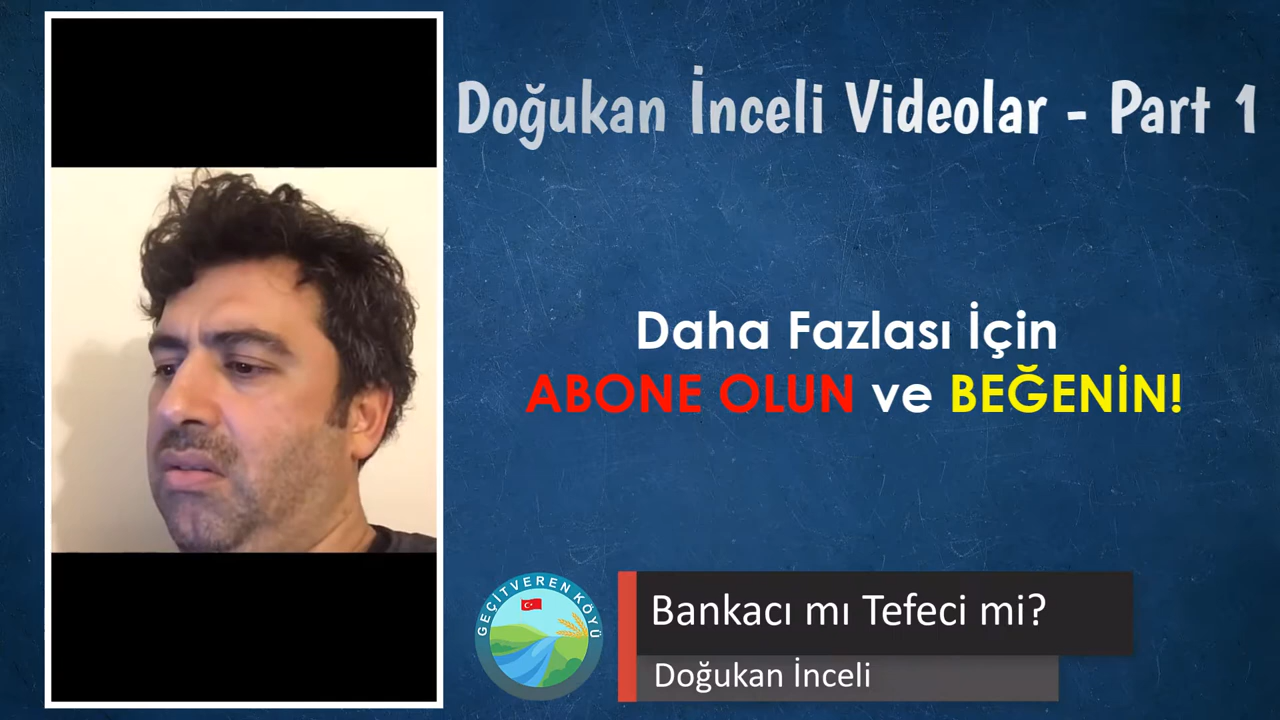 Doğukan İnceli Videolar - Part 1
Daha Fazlası İçin
ABONE OLUN ve BEĞENİN!
GEÇİTVEREN KÖYÜ
Bankacı mı Tefeci mi?
Doğukan İnceli